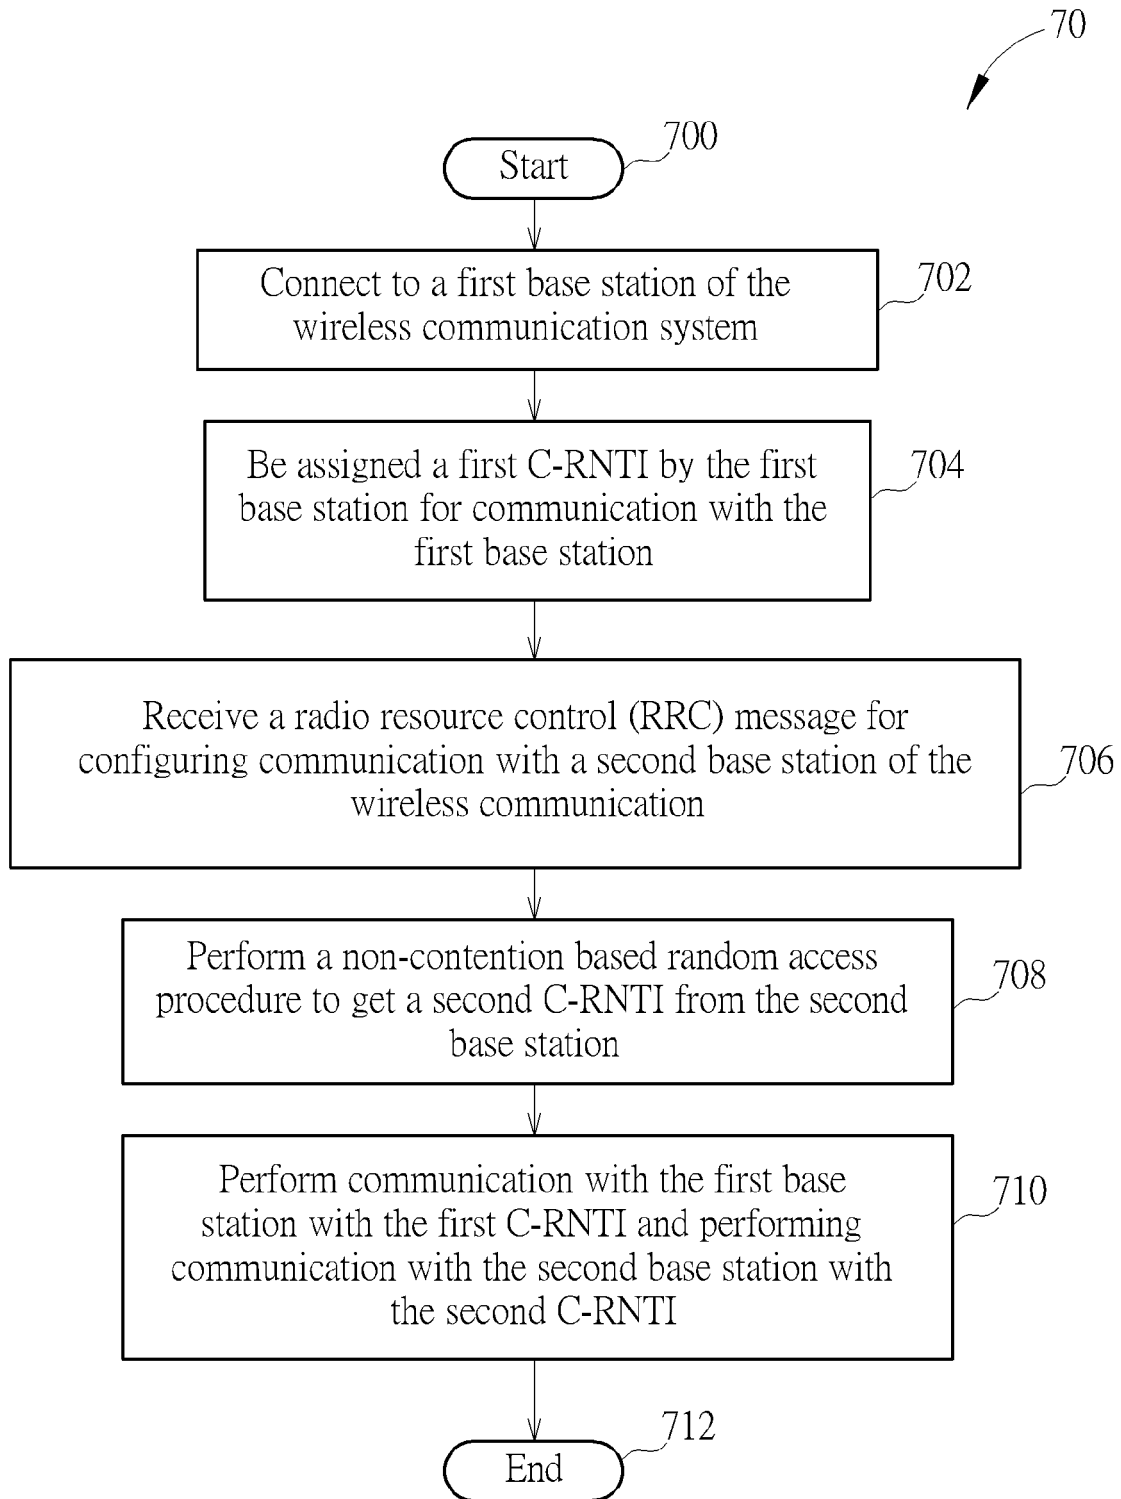 70
700
Start
702
Connect to a first base station of the
wireless communication system
704
Be assigned a first C-RNTI by the first
base station for communication with the
first base station
706
Receive a radio resource control (RRC) message for
configuring communication with a second base station of the
wireless communication
708
Perform a non-contention based random access
procedure to get a second C-RNTI from the second
base station
710
Perform communication with the first base
station with the first C-RNTI and performing
communication with the second base station with
the second C-RNTI
712
End